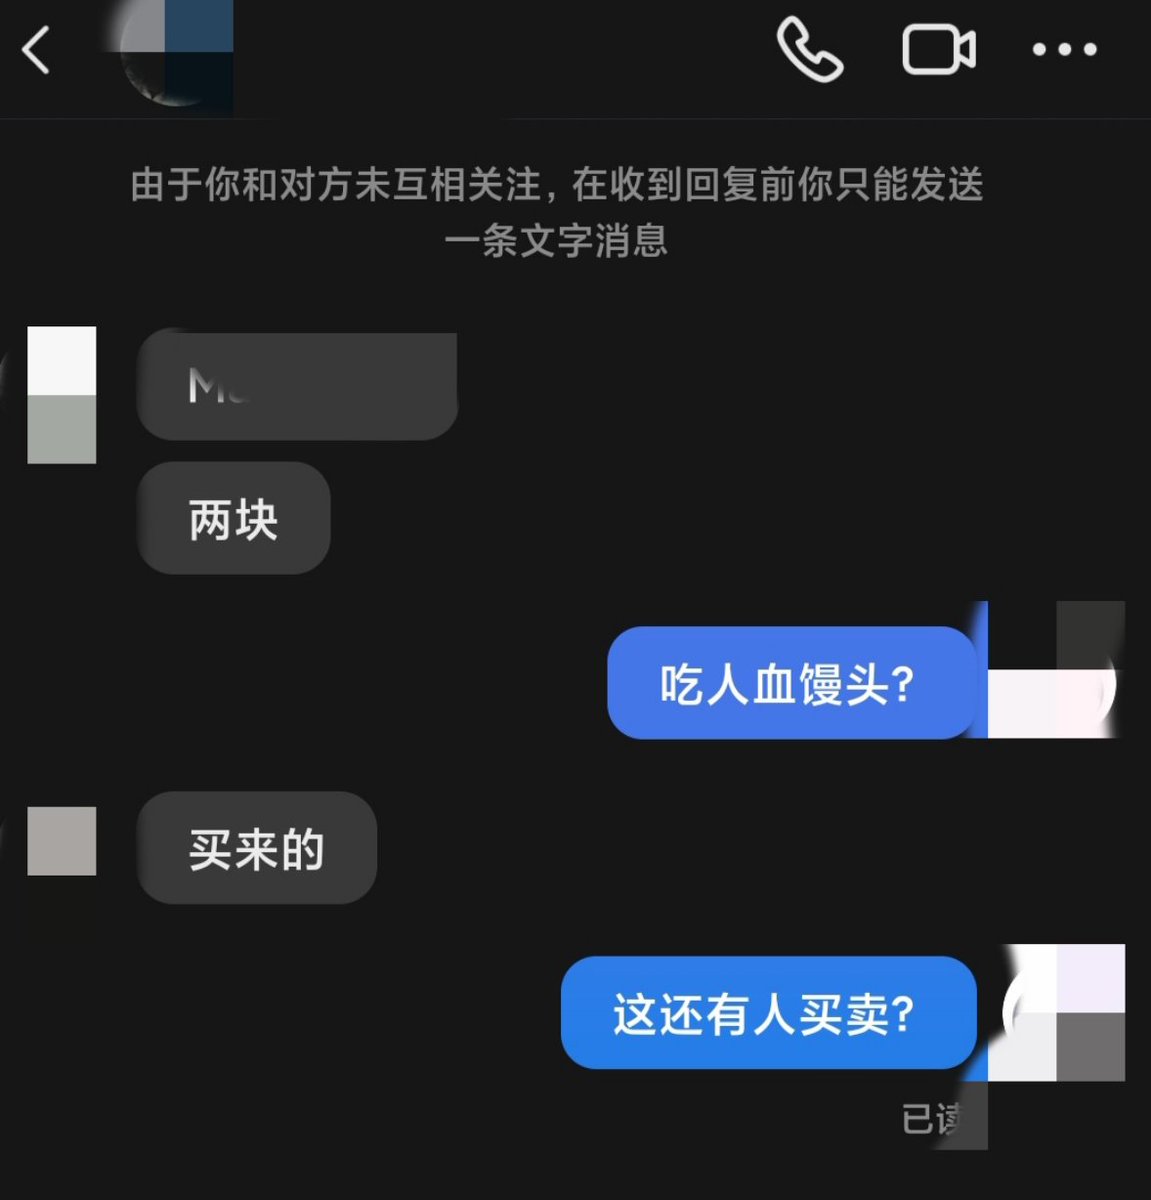 由于你和对方未互相关注，在收到回复前你只能发送
一条文字消息
两块
吃人血馒头?
买来的
这还有人买卖?
已读